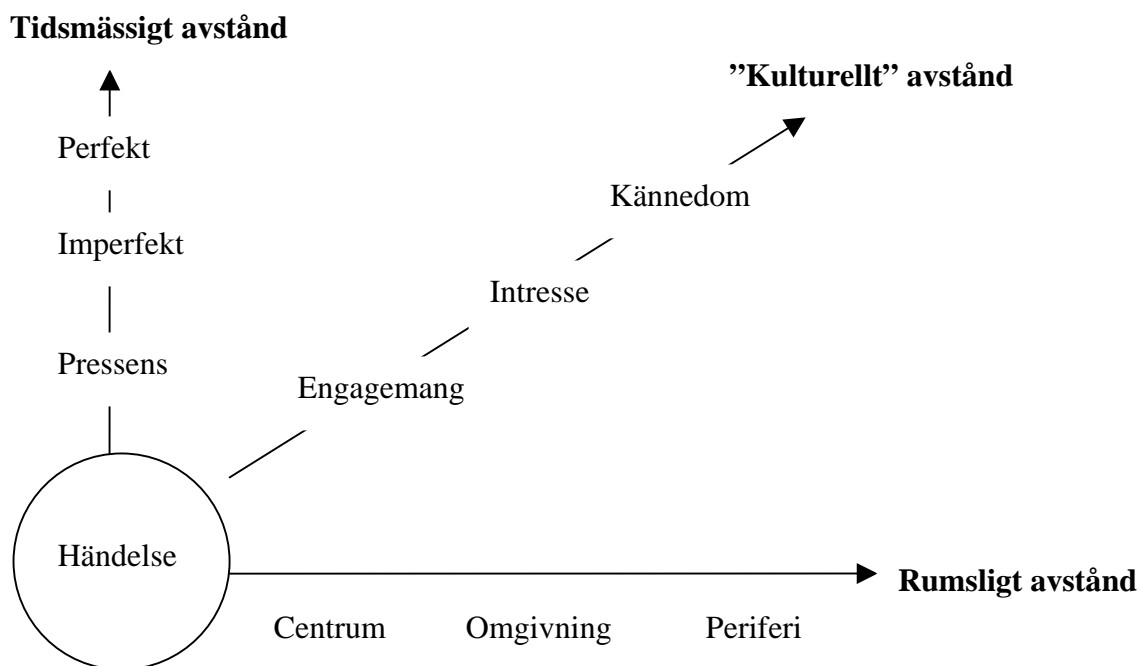 Tidsmässigt avstånd
”Kulturellt” avstånd
Perfekt
Kännedom
Imperfekt
Intresse
Pressens
Engagemang
Händelse
Rumsligt avstånd
Centrum Omgivning Periferi